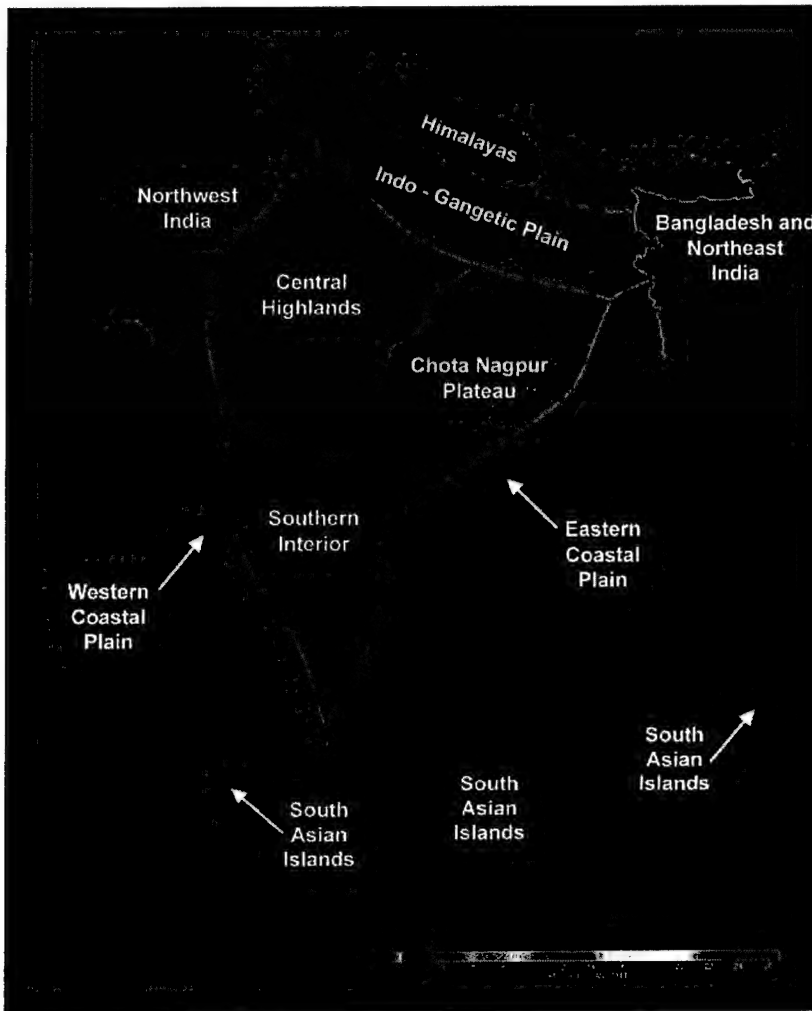 Himalayas
Indo - Gangetic Plain
Northwest
India
Bangladesh and
Northeast
India
Central
Highlands
Chota Nagpur
Plateau
Southern
Interior
Eastern
Coastal
Plain
Western
Coastal
Plain
South
Asian
Islands
South
Asian
Islands
South
Asian
Islands